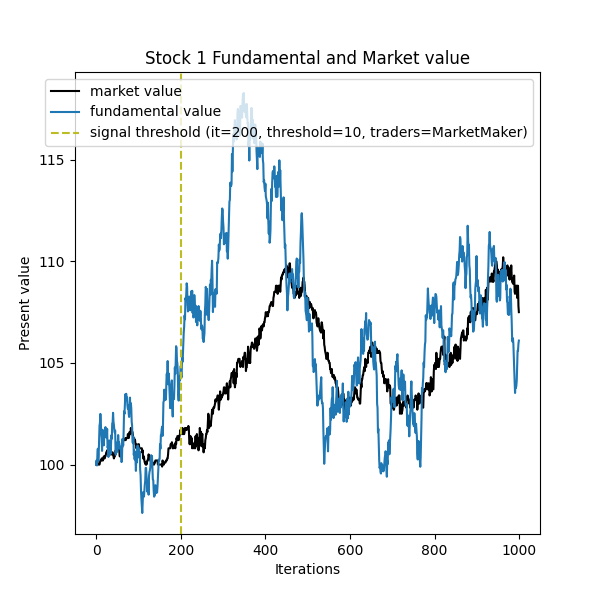 Stock 1 Fundamental and Market value
market value
fundamental value
signal threshold (it=200, threshold=10, traders=MarketMaker)
Present value
115
110
105
100
0 200 400 600 800 1000
Iterations